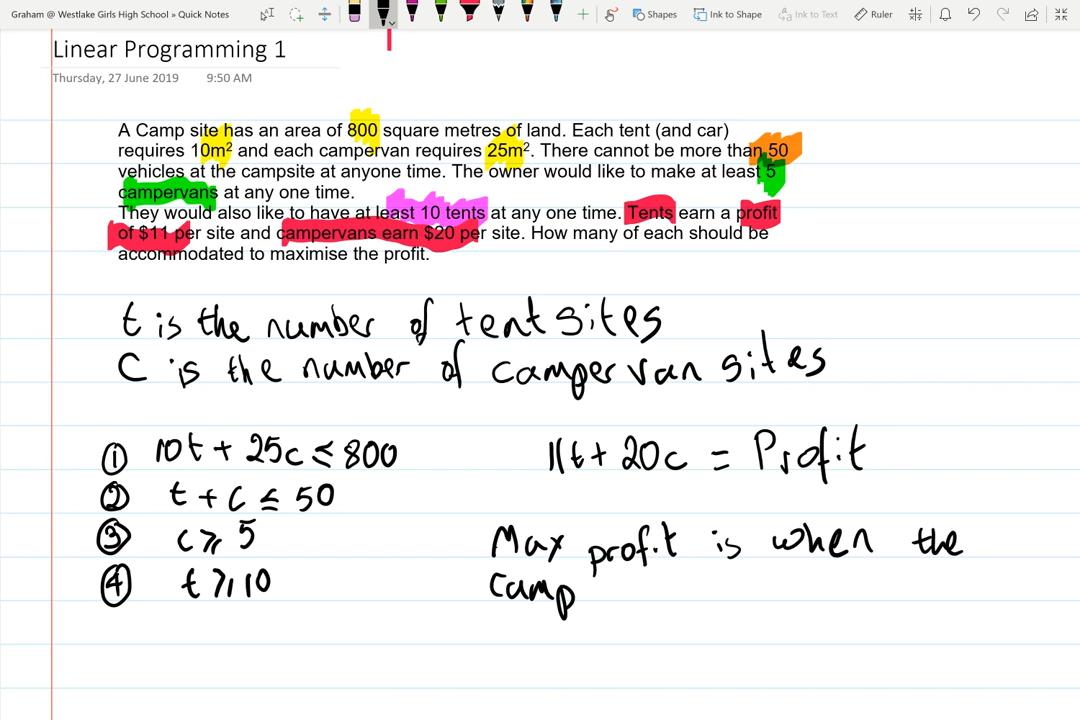 Graham @ Westlake Girls High School » Quick Notes
Shapes
Ink to Shape
Ink to Text
Ruler
Linear Programming 1
Thursday, 27 June 2019 9:50 AM
A Camp site has an area of 800 square metres of land. Each tent (and car)
requires 10m² and each campervan requires 25m². There cannot be more than 50
vehicles at the campsite at anyone time. The owner would like to make at least 5
campervans at any one time.
They would also like to have at least 10 tents at any one time. Tents earn a profit
of $11 per site and campervans earn $20 per site. How many of each should be
accommodated to maximise the profit.
t is the number of tent sites
C is the number of camper van sites
① 10t + 25c ≤ 800
11t + 20c = Profit
② t + c ≤ 50
③ c ⩾ 5
④ t ⩾ 10
Max profit is when the
camp